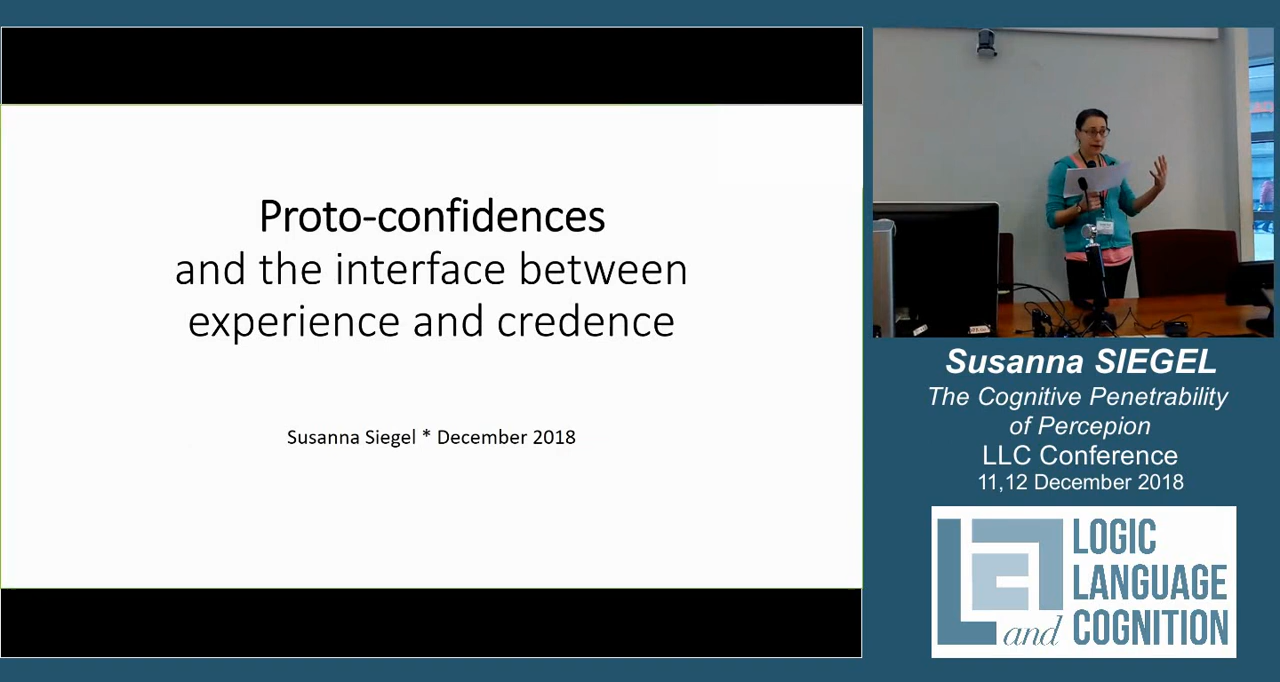 Proto-confidences
and the interface between
experience and credence
Susanna Siegel * December 2018
Susanna SIEGEL
The Cognitive Penetrability
of Percepion
LLC Conference
11,12 December 2018
LOGIC
LANGUAGE
and COGNITION